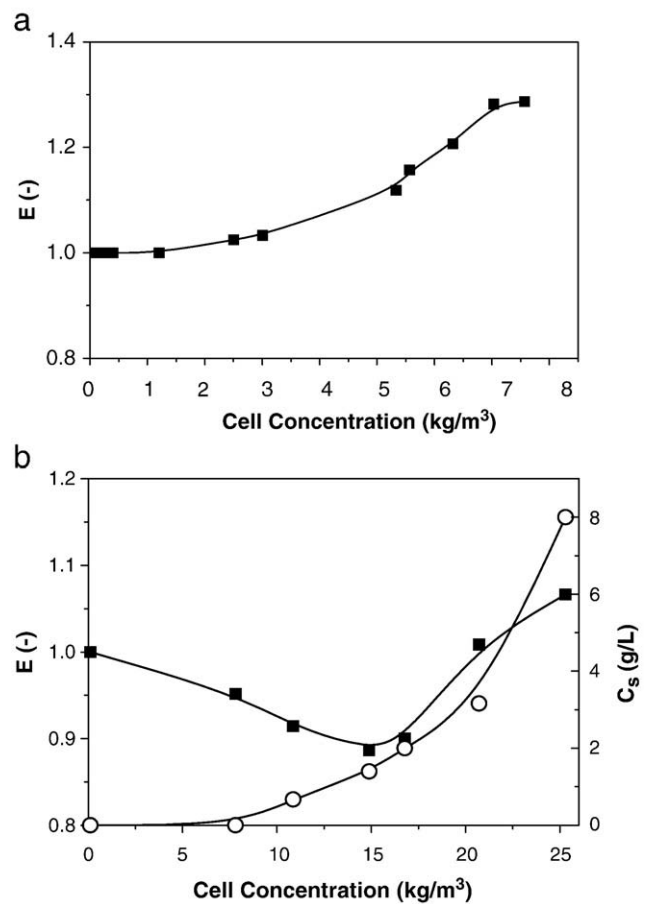 a
1.4
1.2
1.0
0.8
E (-)
0 1 2 3 4 5 6 7 8
Cell Concentration (kg/m³)
b
1.2
1.1
1.0
0.9
0.8
E (-)
8
6
4
2
0
Cₛ (g/L)
0 5 10 15 20 25
Cell Concentration (kg/m³)